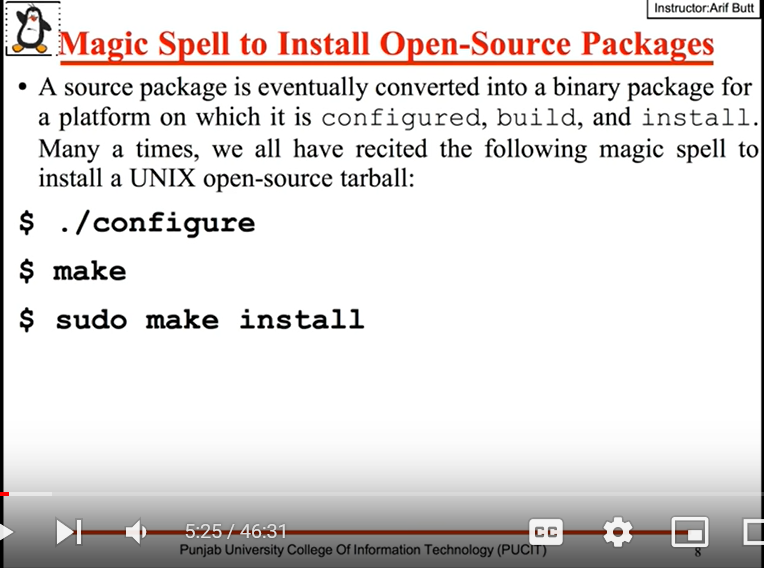 Instructor:Arif Butt
Magic Spell to Install Open-Source Packages
• A source package is eventually converted into a binary package for
a platform on which it is configured, build, and install.
Many a times, we all have recited the following magic spell to
install a UNIX open-source tarball:
$ ./configure
$ make
$ sudo make install
5:25 / 46:31
CC
Punjab University College Of Information Technology (PUCIT)
8